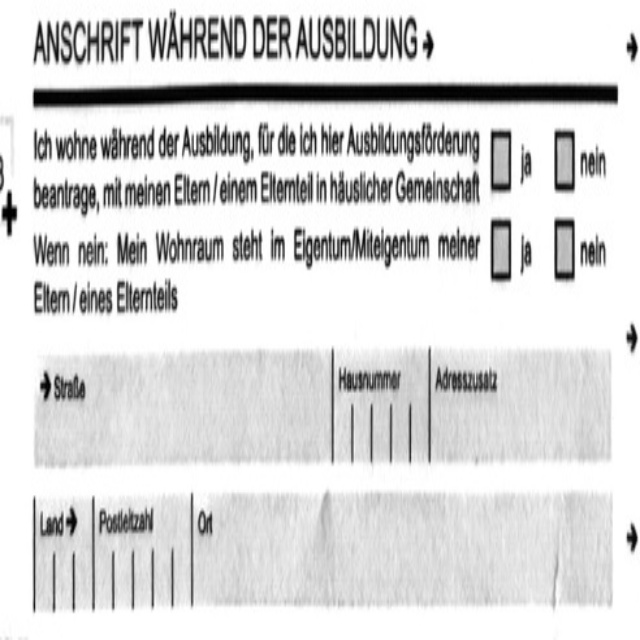 ANSCHRIFT WÄHREND DER AUSBILDUNG →
Ich wohne während der Ausbildung, für die ich hier Ausbildungsförderung
beantrage, mit meinen Eltern / einem Elternteil in häuslicher Gemeinschaft
ja nein
Wenn nein: Mein Wohnraum steht im Eigentum/Miteigentum meiner
Eltern / eines Elternteils
ja nein
→ Straße Hausnummer Adresszusatz
Land → Postleitzahl Ort